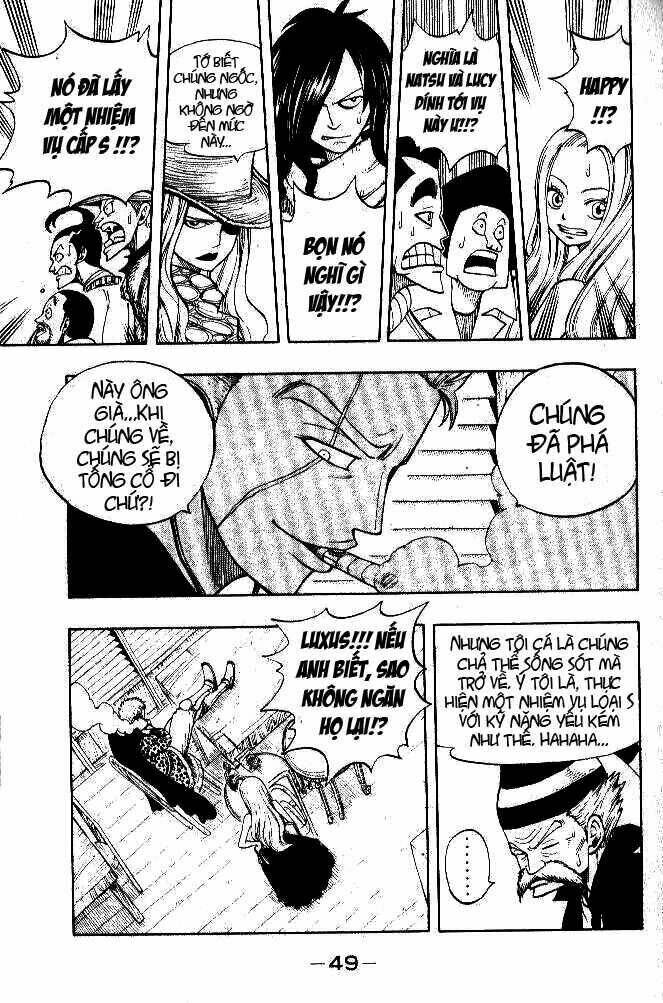 HAPPY
!!?
NGHĨA LÀ
NATSU VÀ LUCY
DÍNH TỚI VỤ
NÀY Ư!!?
BỌN NÓ
NGHĨ GÌ
VẬY!!?
TỚ BIẾT
CHÚNG NGỐC,
NHƯNG
KHÔNG NGỜ
ĐẾN MỨC
NÀY...
NÓ ĐÃ LẤY
MỘT NHIỆM
VỤ CẤP S !!!?
CHÚNG
ĐÃ PHÁ
LUẬT!
NÀY ÔNG
GIÀ...KHI
CHÚNG VỀ,
CHÚNG SẼ BỊ
TỐNG CỔ ĐI
CHỨ?!
NHƯNG TÔI CÁ LÀ CHÚNG
CHẢ THỂ SỐNG SÓT MÀ
TRỞ VỀ. Ý TÔI LÀ, THỰC
HIỆN MỘT NHIỆM VỤ LOẠI S
VỚI KỸ NĂNG YẾU KÉM
NHƯ THẾ. HAHAHA...
......
LUXUS!!! NẾU
ANH BIẾT, SAO
KHÔNG NGĂN
HỌ LẠI!?
-49-